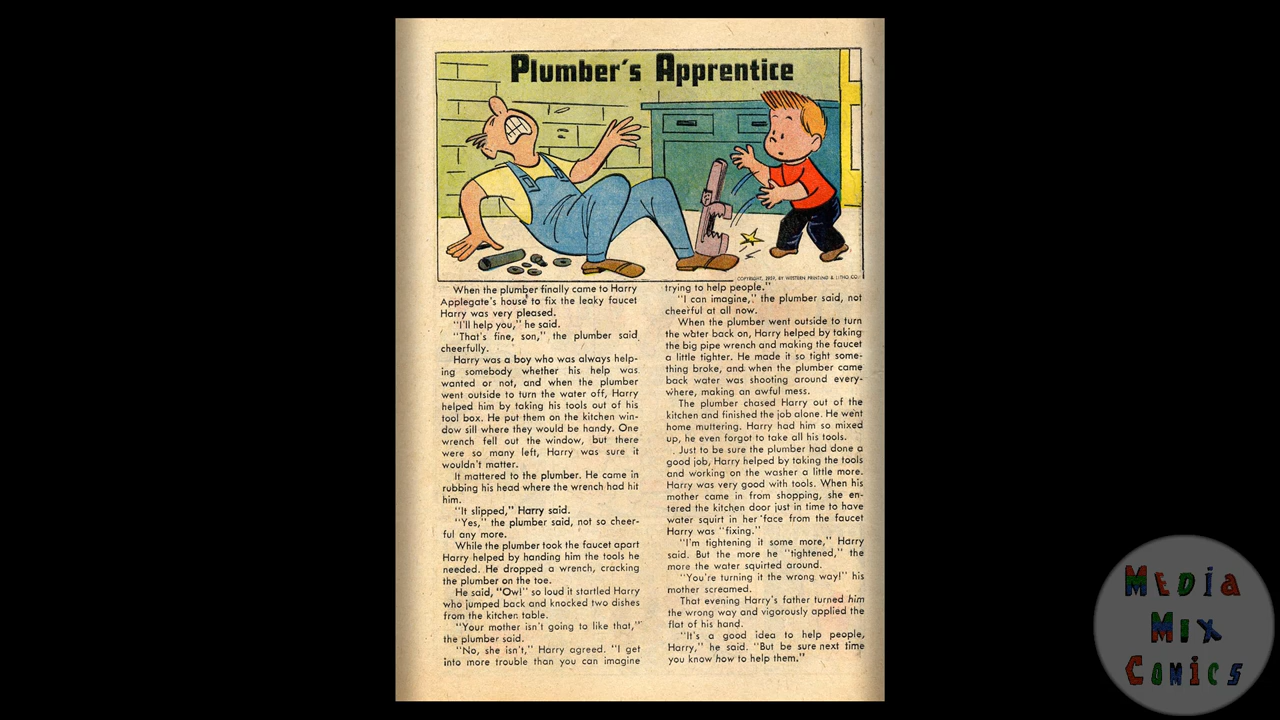 Plumber's Apprentice
COPYRIGHT, 1959, BY WESTERN PRINTING & LITHO CO.
When the plumber finally came to Harry
Applegate's house to fix the leaky faucet
Harry was very pleased.
"I'll help you," he said.
"That's fine, son," the plumber said
cheerfully.
Harry was a boy who was always help-
ing somebody whether his help was
wanted or not, and when the plumber
went outside to turn the water off, Harry
helped him by taking his tools out of his
tool box. He put them on the kitchen win-
dow sill where they would be handy. One
wrench fell out the window, but there
were so many left, Harry was sure it
wouldn't matter.
It mattered to the plumber. He came in
rubbing his head where the wrench had hit
him.
"It slipped," Harry said.
"Yes," the plumber said, not so cheer-
ful any more.
While the plumber took the faucet apart
Harry helped by handing him the tools he
needed. He dropped a wrench, cracking
the plumber on the toe.
He said, "Ow!" so loud it startled Harry
who jumped back and knocked two dishes
from the kitchen table.
"Your mother isn't going to like that,"
the plumber said.
"No, she isn't," Harry agreed. "I get
into more trouble than you can imagine
trying to help people."
"I can imagine," the plumber said, not
cheerful at all now.
When the plumber went outside to turn
the water back on, Harry helped by taking
the big pipe wrench and making the faucet
a little tighter. He made it so tight some-
thing broke, and when the plumber came
back water was shooting around every-
where, making an awful mess.
The plumber chased Harry out of the
kitchen and finished the job alone. He went
home muttering. Harry had him so mixed
up, he even forgot to take all his tools.
Just to be sure the plumber had done a
good job, Harry helped by taking the tools
and working on the washer a little more.
Harry was very good with tools. When his
mother came in from shopping, she en-
tered the kitchen door just in time to have
water squirt in her face from the faucet
Harry was "fixing."
"I'm tightening it some more," Harry
said. But the more he "tightened," the
more the water squirted around.
"You're turning it the wrong way!" his
mother screamed.
That evening Harry's father turned him
the wrong way and vigorously applied the
flat of his hand.
"It's a good idea to help people,
Harry," he said. "But be sure next time
you know how to help them."
MEDIA
MIX
COMICS